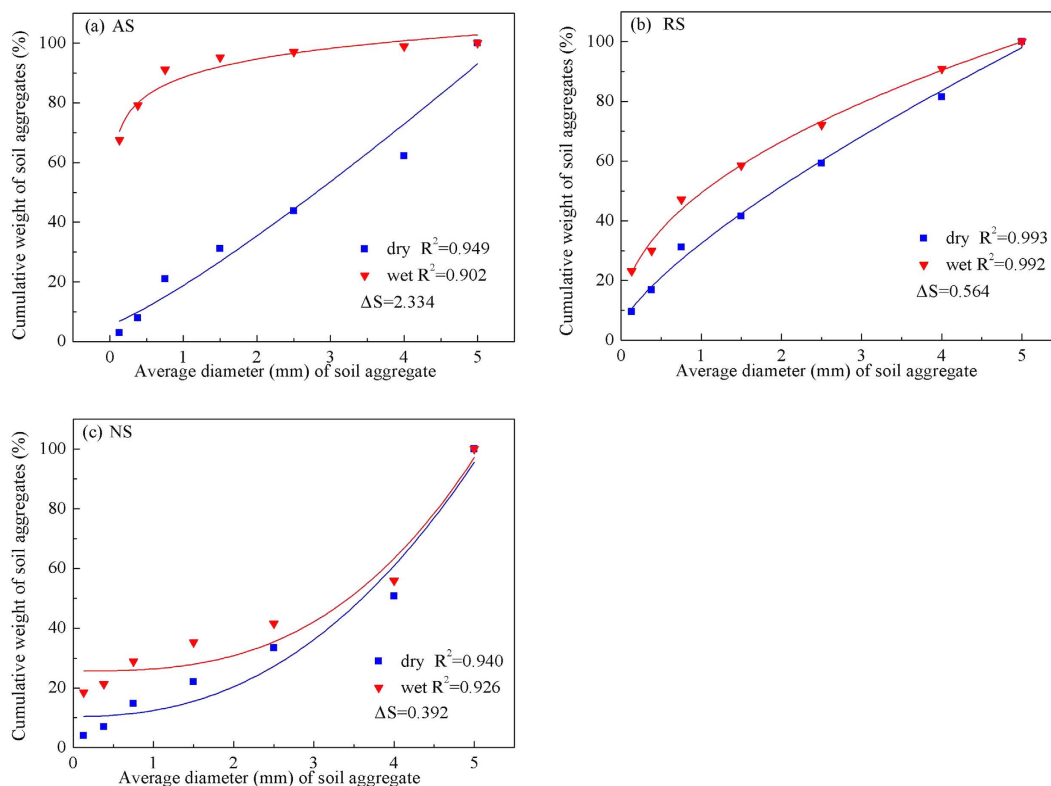 (a) AS
Cumulative weight of soil aggregates (%)
100
80
60
40
20
0
dry R²=0.949
wet R²=0.902
ΔS=2.334
0 1 2 3 4 5
Average diameter (mm) of soil aggregate
(b) RS
Cumulative weight of soil aggregates (%)
100
80
60
40
20
0
dry R²=0.993
wet R²=0.992
ΔS=0.564
0 1 2 3 4 5
Average diameter (mm) of soil aggregate
(c) NS
Cumulative weight of soil aggregates (%)
100
80
60
40
20
0
dry R²=0.940
wet R²=0.926
ΔS=0.392
0 1 2 3 4 5
Average diameter (mm) of soil aggregate